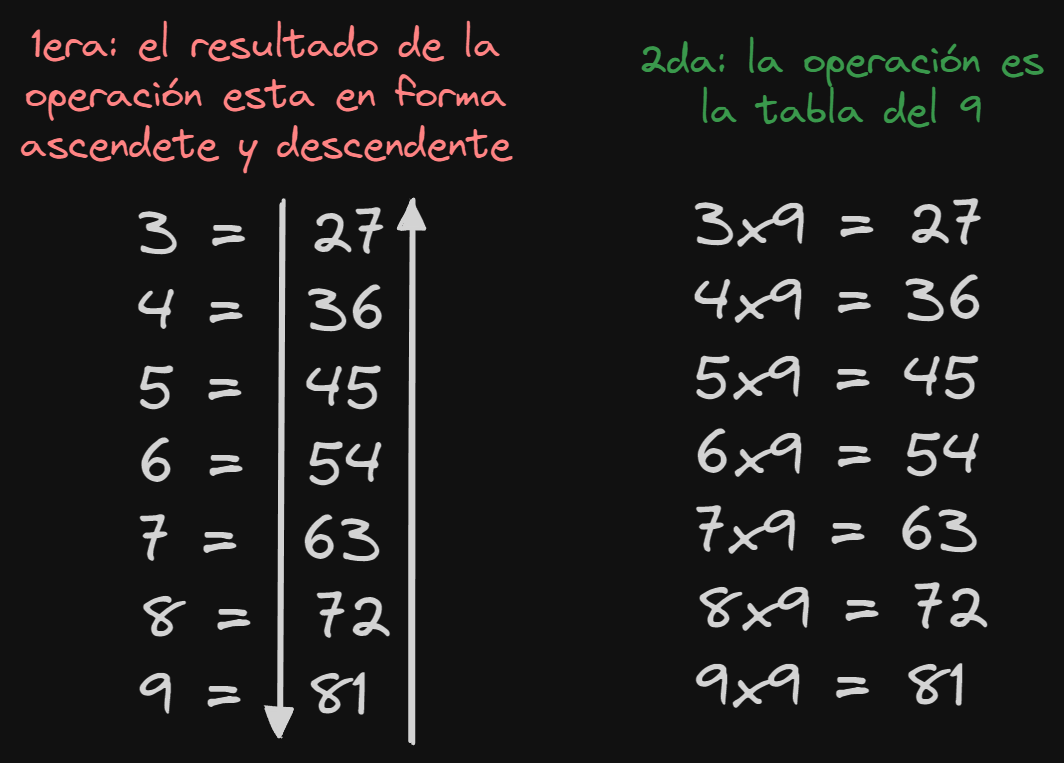 1era: el resultado de la
operación esta en forma
ascendete y descendente
3 = 27
4 = 36
5 = 45
6 = 54
7 = 63
8 = 72
9 = 81
2da: la operación es
la tabla del 9
3x9 = 27
4x9 = 36
5x9 = 45
6x9 = 54
7x9 = 63
8x9 = 72
9x9 = 81